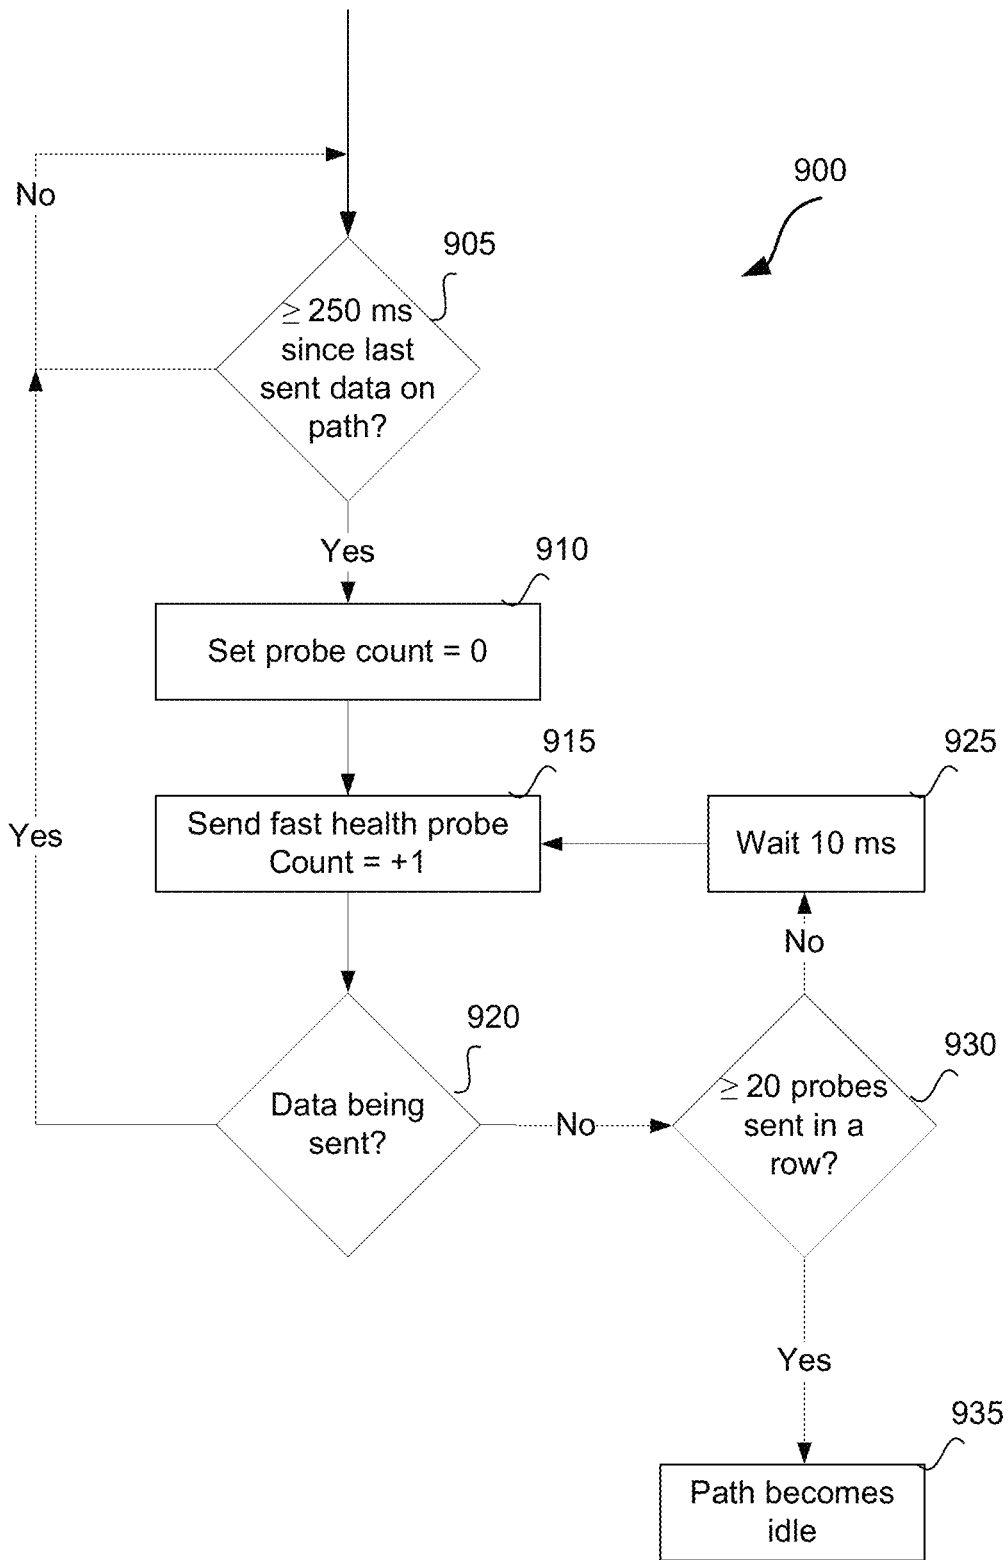 900
No
905
≥ 250 ms
since last
sent data on
path?
Yes
910
Set probe count = 0
915
925
Send fast health probe
Count = +1
Wait 10 ms
Yes
No
920
930
Data being
sent?
No
≥ 20 probes
sent in a
row?
Yes
935
Path becomes
idle